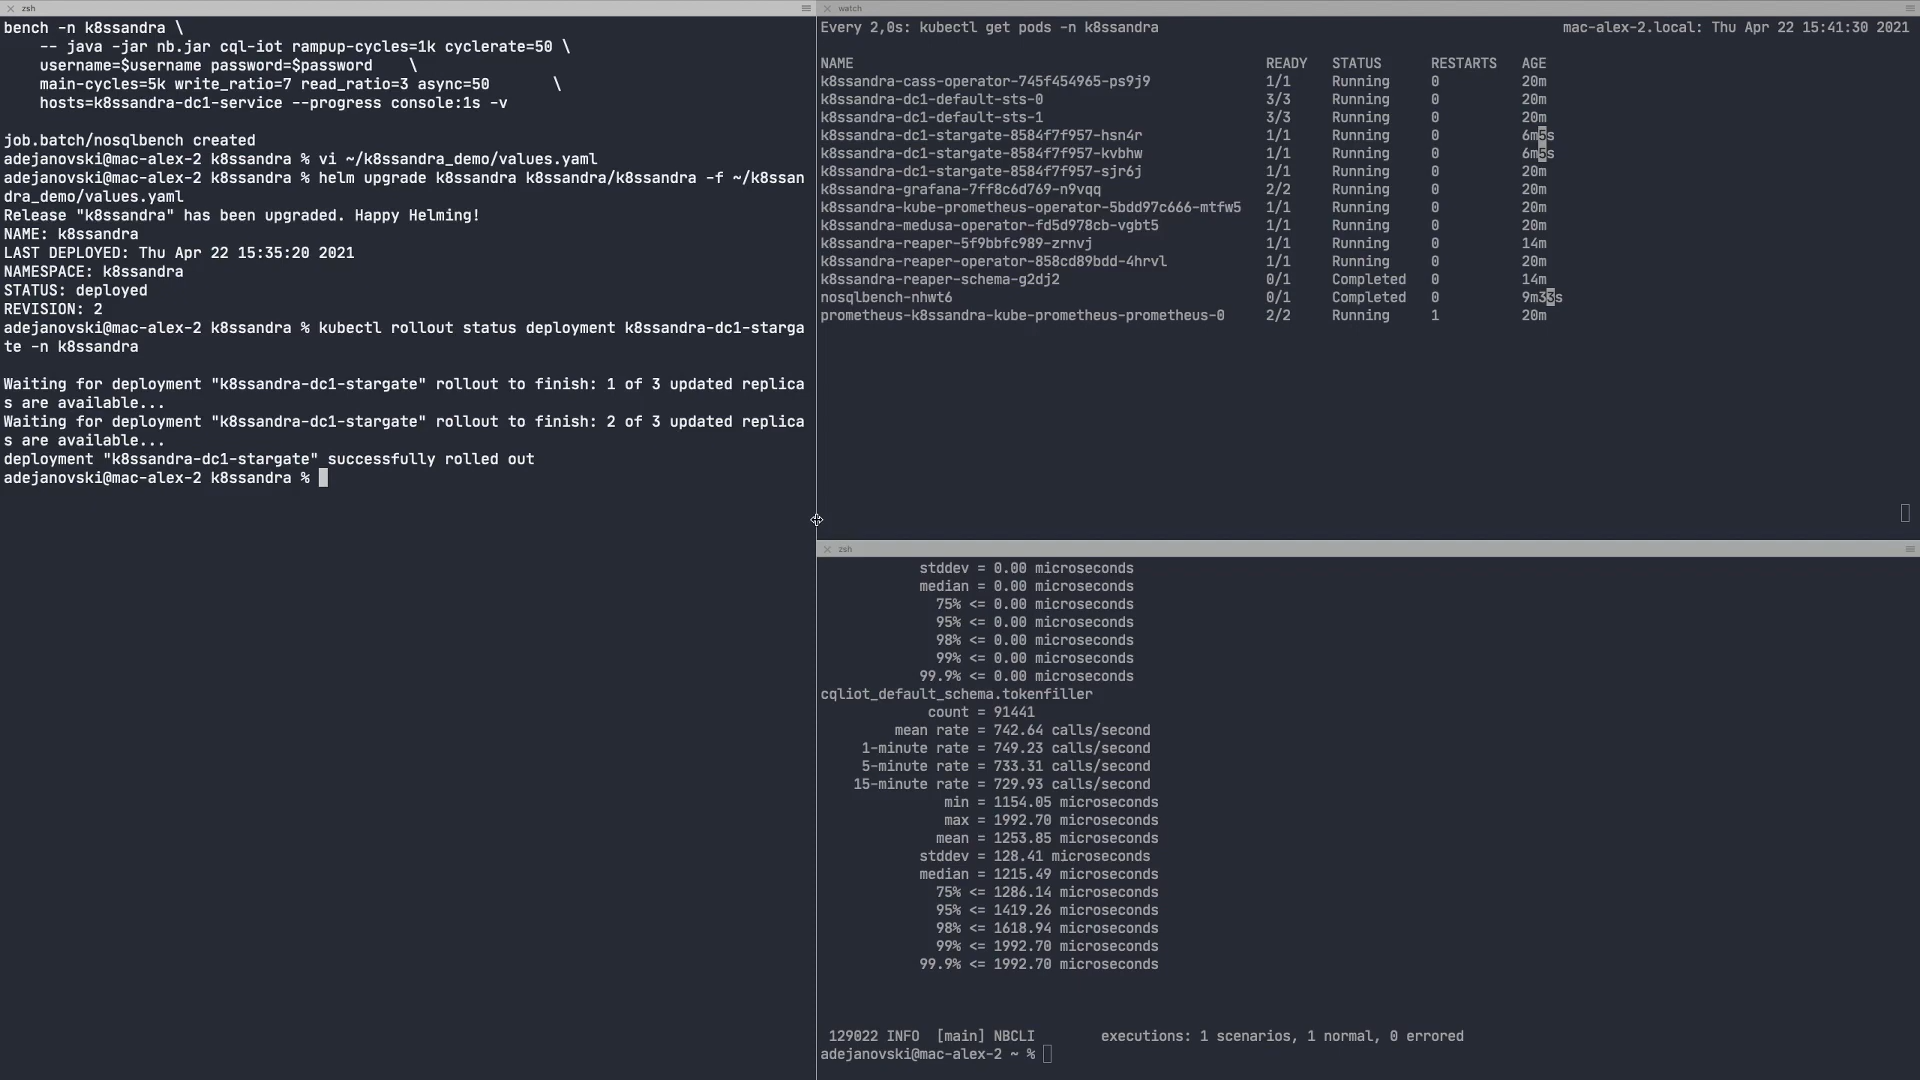 zsh
bench -n k8ssandra \
    -- java -jar nb.jar cql-iot rampup-cycles=1k cyclerate=50 \
    username=$username password=$password    \
    main-cycles=5k write_ratio=7 read_ratio=3 async=50       \
    hosts=k8ssandra-dc1-service --progress console:1s -v
job.batch/nosqlbench created
adejanovski@mac-alex-2 k8ssandra % vi ~/k8ssandra_demo/values.yaml
adejanovski@mac-alex-2 k8ssandra % helm upgrade k8ssandra k8ssandra/k8ssandra -f ~/k8ssan
dra_demo/values.yaml
Release "k8ssandra" has been upgraded. Happy Helming!
NAME: k8ssandra
LAST DEPLOYED: Thu Apr 22 15:35:20 2021
NAMESPACE: k8ssandra
STATUS: deployed
REVISION: 2
adejanovski@mac-alex-2 k8ssandra % kubectl rollout status deployment k8ssandra-dc1-starga
te -n k8ssandra
Waiting for deployment "k8ssandra-dc1-stargate" rollout to finish: 1 of 3 updated replica
s are available...
Waiting for deployment "k8ssandra-dc1-stargate" rollout to finish: 2 of 3 updated replica
s are available...
deployment "k8ssandra-dc1-stargate" successfully rolled out
adejanovski@mac-alex-2 k8ssandra %
watch
Every 2,0s: kubectl get pods -n k8ssandra    mac-alex-2.local: Thu Apr 22 15:41:30 2021
NAME    READY    STATUS    RESTARTS    AGE
k8ssandra-cass-operator-745f454965-ps9j9    1/1    Running    0    20m
k8ssandra-dc1-default-sts-0    3/3    Running    0    20m
k8ssandra-dc1-default-sts-1    3/3    Running    0    20m
k8ssandra-dc1-stargate-8584f7f957-hsn4r    1/1    Running    0    6m5s
k8ssandra-dc1-stargate-8584f7f957-kvbhw    1/1    Running    0    6m5s
k8ssandra-dc1-stargate-8584f7f957-sjr6j    1/1    Running    0    20m
k8ssandra-grafana-7ff8c6d769-n9vqq    2/2    Running    0    20m
k8ssandra-kube-prometheus-operator-5bdd97c666-mtfw5    1/1    Running    0    20m
k8ssandra-medusa-operator-fd5d978cb-vgbt5    1/1    Running    0    20m
k8ssandra-reaper-5f9bbfc989-zrnvj    1/1    Running    0    14m
k8ssandra-reaper-operator-858cd89bdd-4hrvl    1/1    Running    0    20m
k8ssandra-reaper-schema-g2dj2    0/1    Completed    0    14m
nosqlbench-nhwt6    0/1    Completed    0    9m33s
prometheus-k8ssandra-kube-prometheus-prometheus-0    2/2    Running    1    20m
zsh
stddev = 0.00 microseconds
median = 0.00 microseconds
75% <= 0.00 microseconds
95% <= 0.00 microseconds
98% <= 0.00 microseconds
99% <= 0.00 microseconds
99.9% <= 0.00 microseconds
cqliot_default_schema.tokenfiller
count = 91441
mean rate = 742.64 calls/second
1-minute rate = 749.23 calls/second
5-minute rate = 733.31 calls/second
15-minute rate = 729.93 calls/second
min = 1154.05 microseconds
max = 1992.70 microseconds
mean = 1253.85 microseconds
stddev = 128.41 microseconds
median = 1215.49 microseconds
75% <= 1286.14 microseconds
95% <= 1419.26 microseconds
98% <= 1618.94 microseconds
99% <= 1992.70 microseconds
99.9% <= 1992.70 microseconds
129022 INFO  [main] NBCLI        executions: 1 scenarios, 1 normal, 0 errored
adejanovski@mac-alex-2 ~ %